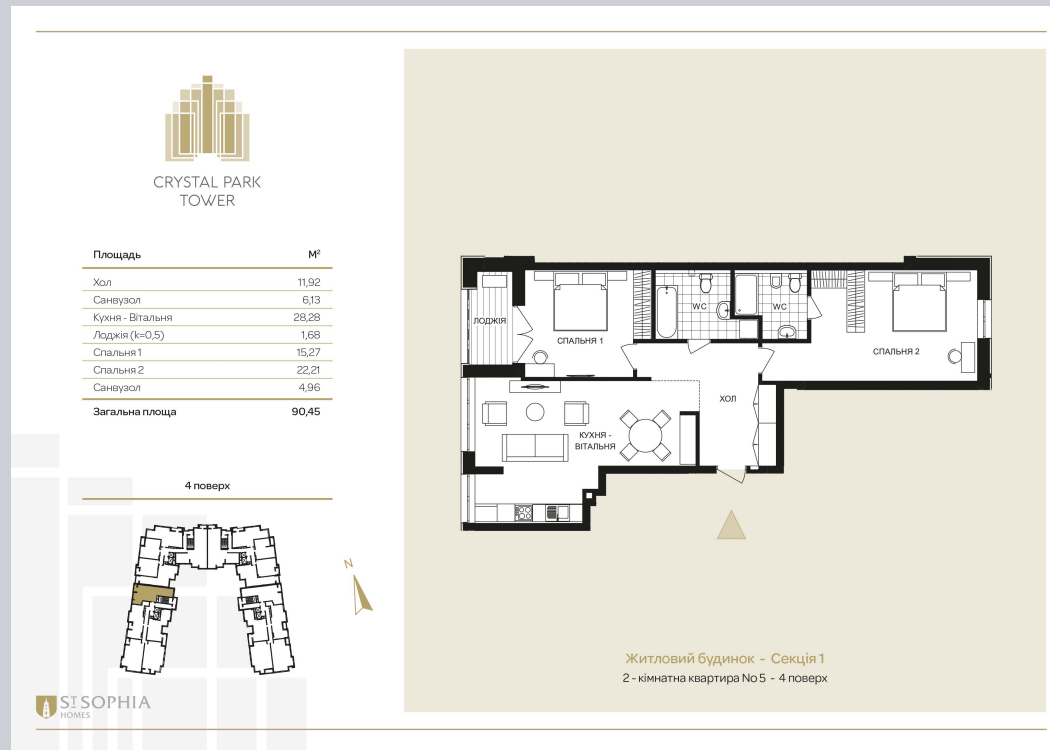 CRYSTAL PARK
TOWER
Площадь М²
Хол 11,92
Санвузол 6,13
Кухня - Вітальня 28,28
Лоджія (k=0,5) 1,68
Спальня 1 15,27
Спальня 2 22,21
Санвузол 4,96
Загальна площа 90,45
4 поверх
N
ST SOPHIA
HOMES
ЛОДЖІЯ
СПАЛЬНЯ 1
WC
WC
СПАЛЬНЯ 2
ХОЛ
КУХНЯ -
ВІТАЛЬНЯ
Житловий будинок - Секція 1
2 - кімнатна квартира No 5 - 4 поверх